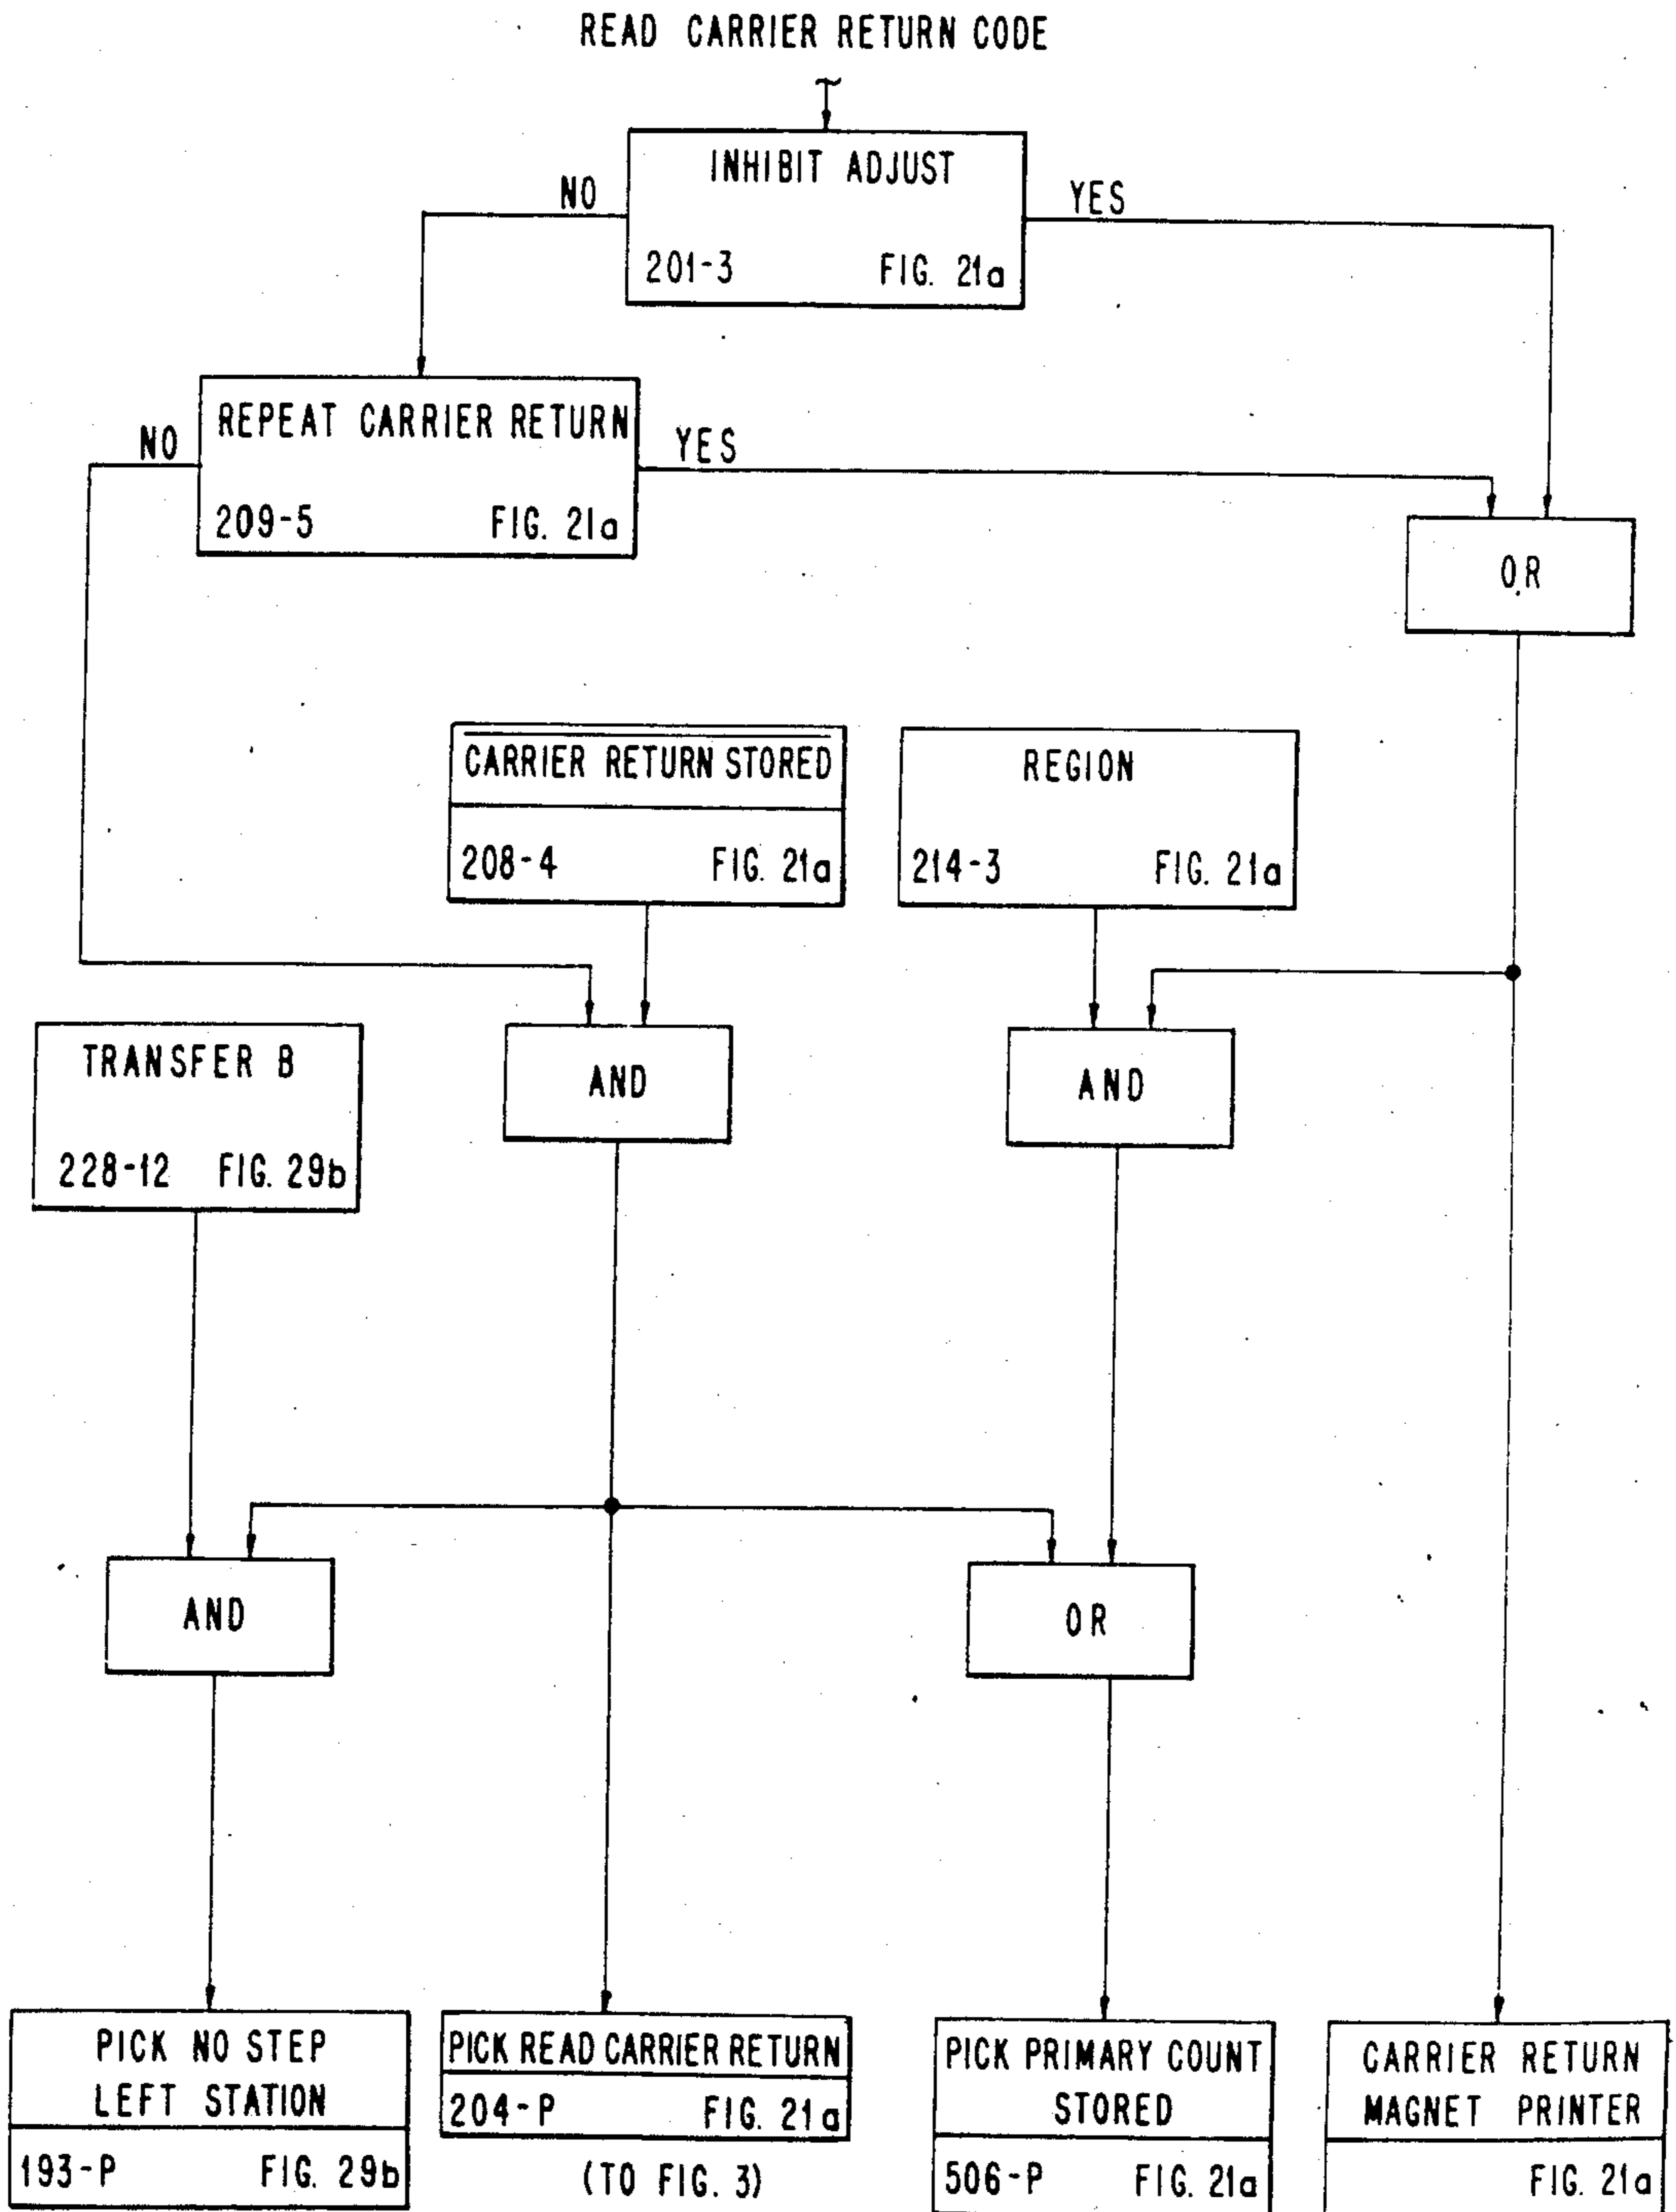 READ CARRIER RETURN CODE
INHIBIT ADJUST
NO
YES
201-3 FIG. 21a
REPEAT CARRIER RETURN
NO
YES
209-5 FIG. 21a
OR
CARRIER RETURN STORED
208-4 FIG. 21a
REGION
214-3 FIG. 21a
TRANSFER B
228-12 FIG. 29b
AND
AND
AND
OR
PICK NO STEP
LEFT STATION
193-P FIG. 29b
PICK READ CARRIER RETURN
204-P FIG. 21a
(TO FIG. 3)
PICK PRIMARY COUNT
STORED
506-P FIG. 21a
CARRIER RETURN
MAGNET PRINTER
FIG. 21a